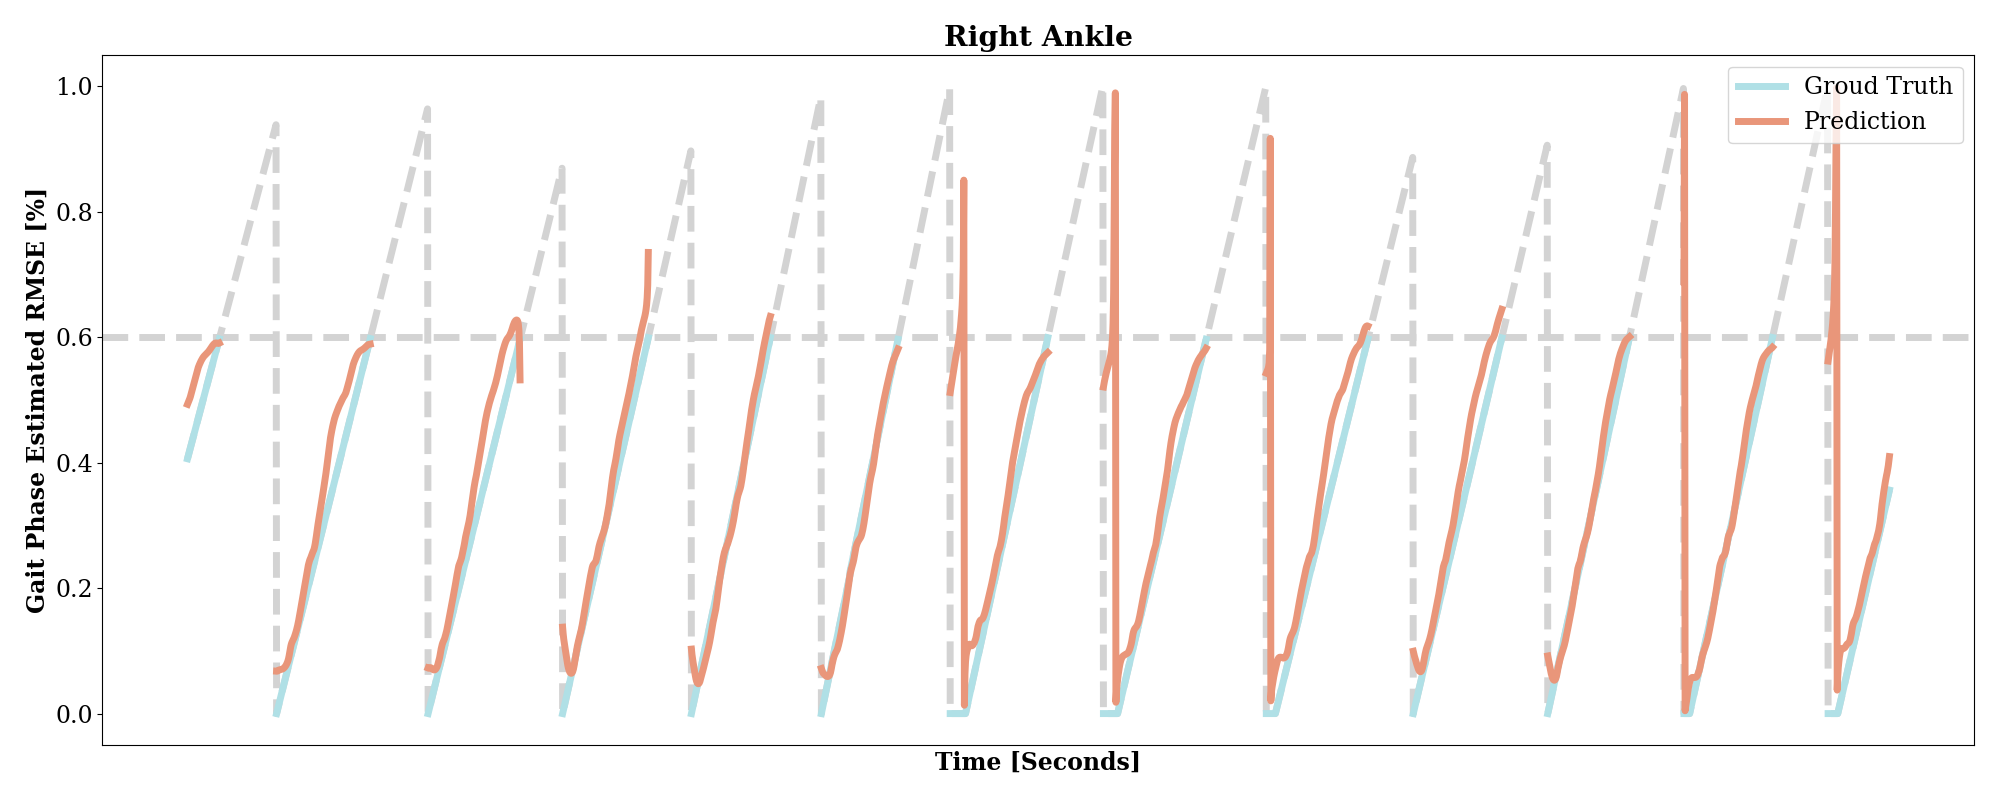 Right Ankle
Gait Phase Estimated RMSE [%]
1.0
0.8
0.6
0.4
0.2
0.0
Groud Truth
Prediction
Time [Seconds]